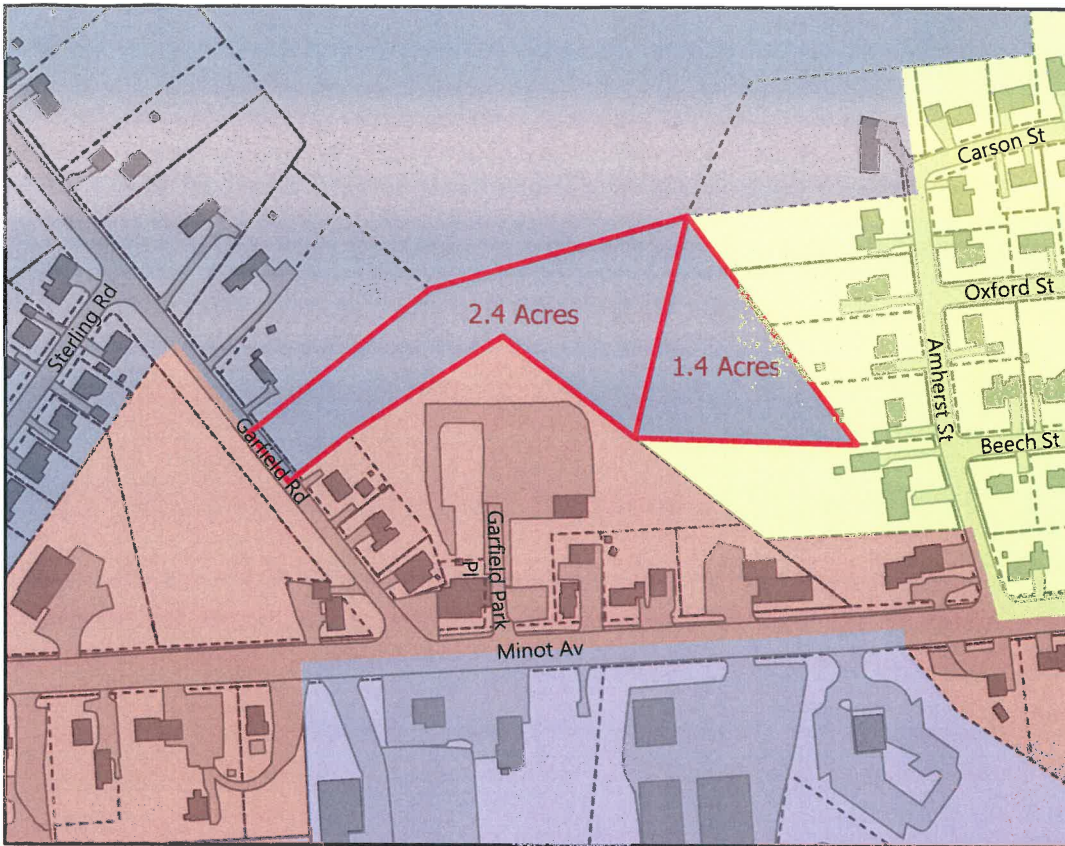 Carson St
Oxford St
2.4 Acres
Sterling Rd
1.4 Acres
Amherst St
Garfield Rd
Beech St
Garfield Park
Pl
Minot Av